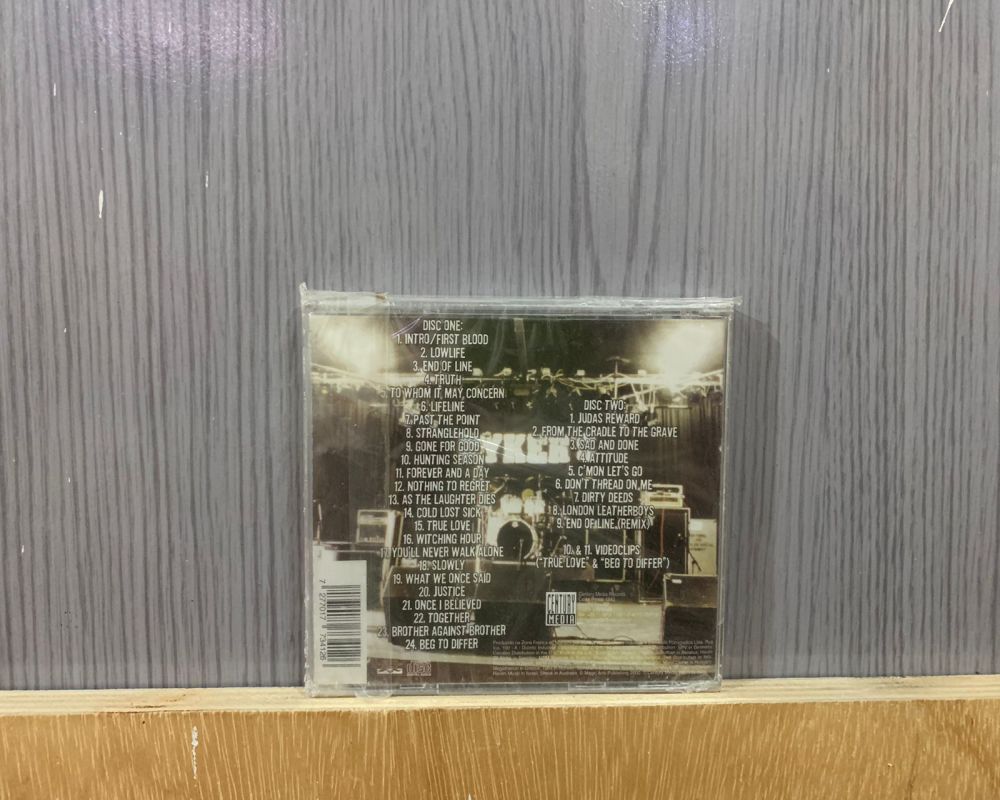 DISC ONE:
1. INTRO/FIRST BLOOD
2. LOWLIFE
3. END OF LINE
4. TRUTH
5. TO WHOM IT MAY CONCERN
6. LIFELINE
7. PAST THE POINT
8. STRANGLEHOLD
9. GONE FOR GOOD
10. HUNTING SEASON
11. FOREVER AND A DAY
12. NOTHING TO REGRET
13. AS THE LAUGHTER DIES
14. COLD LOST SICK
15. TRUE LOVE
16. WITCHING HOUR
17. YOU'LL NEVER WALK ALONE
18. SLOWLY
19. WHAT WE ONCE SAID
20. JUSTICE
21. ONCE I BELIEVED
22. TOGETHER
23. BROTHER AGAINST BROTHER
24. BEG TO DIFFER
DISC TWO:
1. JUDAS REWARD
2. FROM THE CRADLE TO THE GRAVE
3. SAD AND DONE
4. ATTITUDE
5. C'MON LET'S GO
6. DON'T THREAD ON ME
7. DIRTY DEEDS
8. LONDON LEATHERBOYS
9. END OF LINE (REMIX)
10. & 11. VIDEOCLIPS
("TRUE LOVE" & "BEG TO DIFFER")
CENTURY
MEDIA
Century Media Records
7 27017 734125